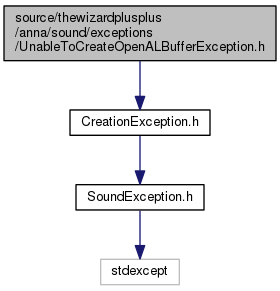 source/thewizardplusplus
/anna/sound/exceptions
/UnableToCreateOpenALBufferException.h
CreationException.h
SoundException.h
stdexcept